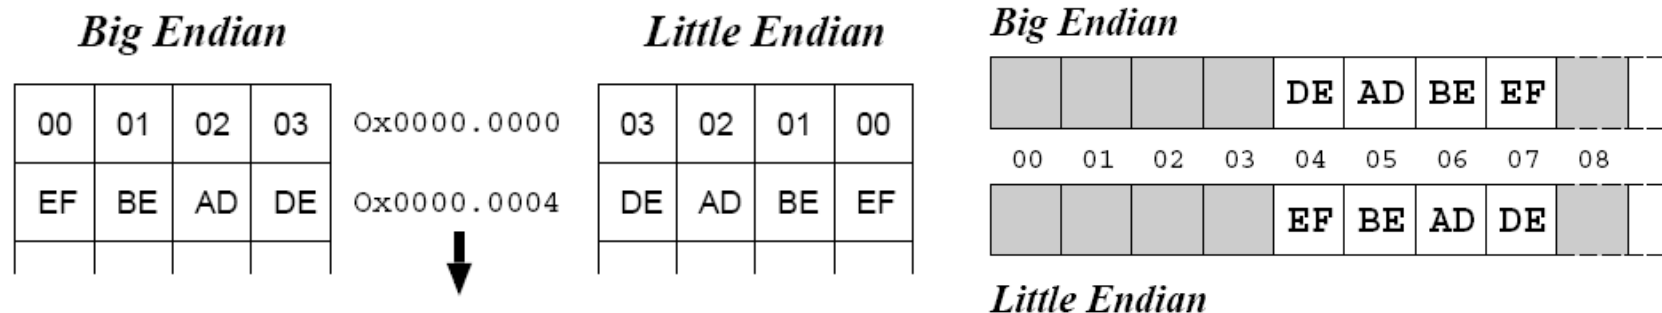 Big Endian
Little Endian
00 01 02 03 0x0000.0000 03 02 01 00
EF BE AD DE 0x0000.0004 DE AD BE EF
Big Endian
DE AD BE EF
00 01 02 03 04 05 06 07 08
EF BE AD DE
Little Endian